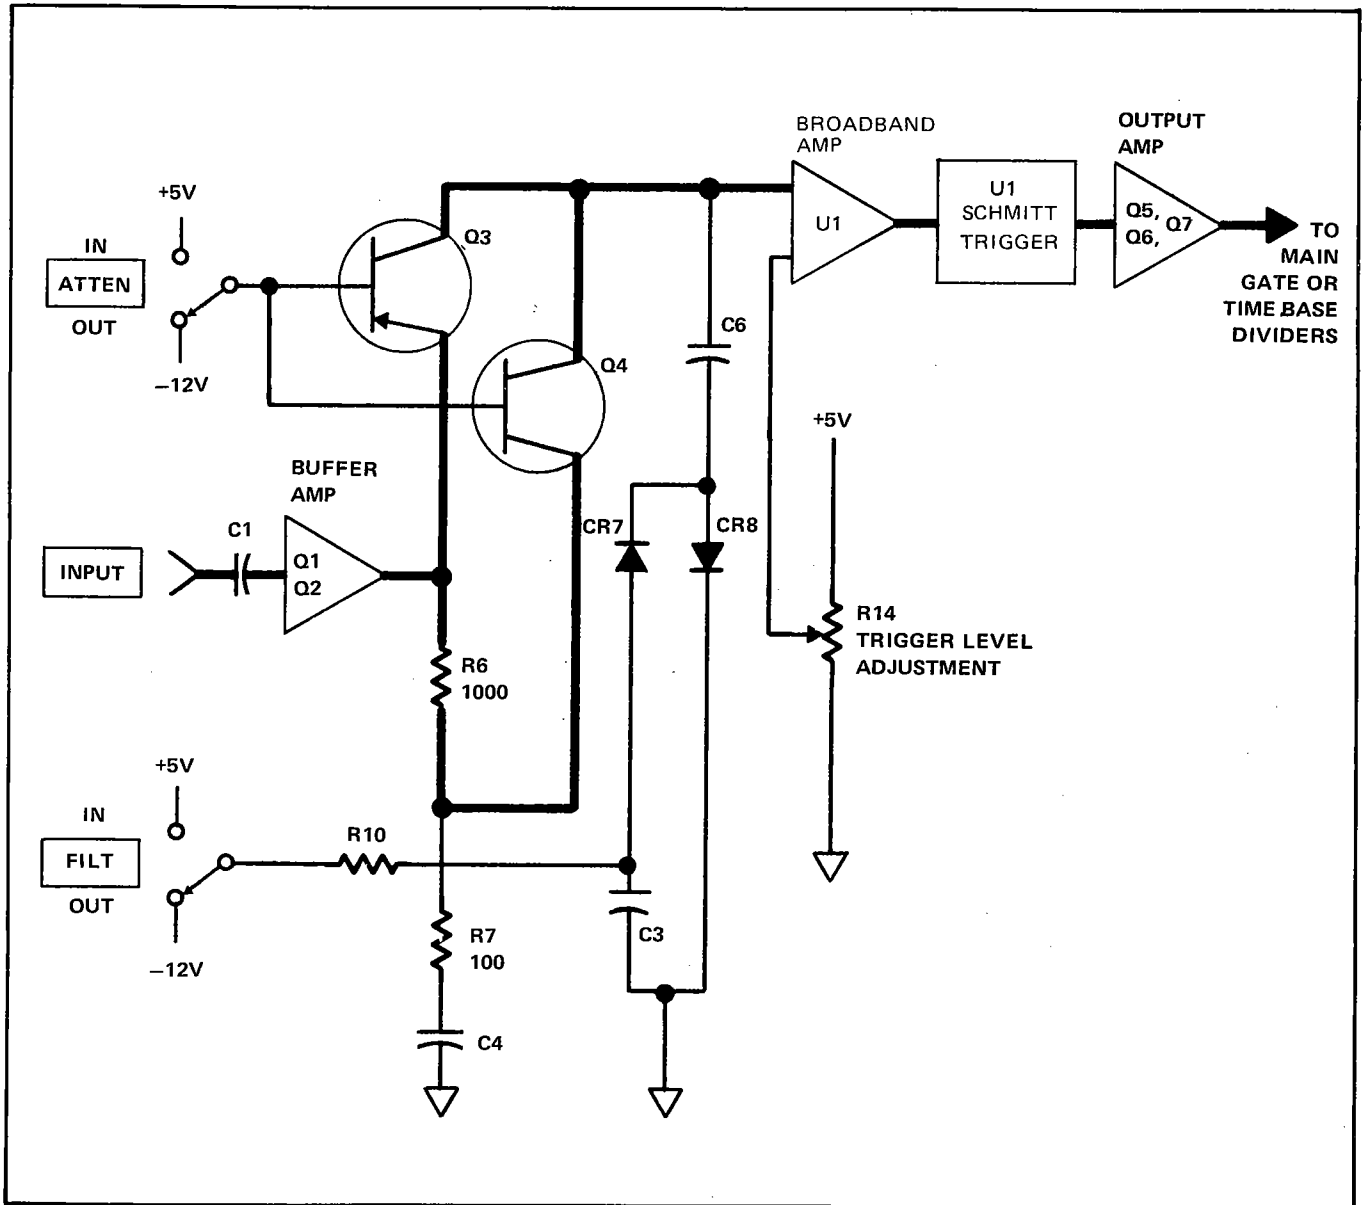 BROADBAND
AMP
OUTPUT
AMP
+5V
IN
ATTEN
OUT
−12V
Q3
Q4
U1
U1
SCHMITT
TRIGGER
Q5,
Q6, Q7
TO
MAIN
GATE OR
TIME BASE
DIVIDERS
C6
+5V
BUFFER
AMP
C1
INPUT
Q1
Q2
CR7
CR8
R14
TRIGGER LEVEL
ADJUSTMENT
R6
1000
+5V
IN
FILT
OUT
−12V
R10
R7
100
C3
C4